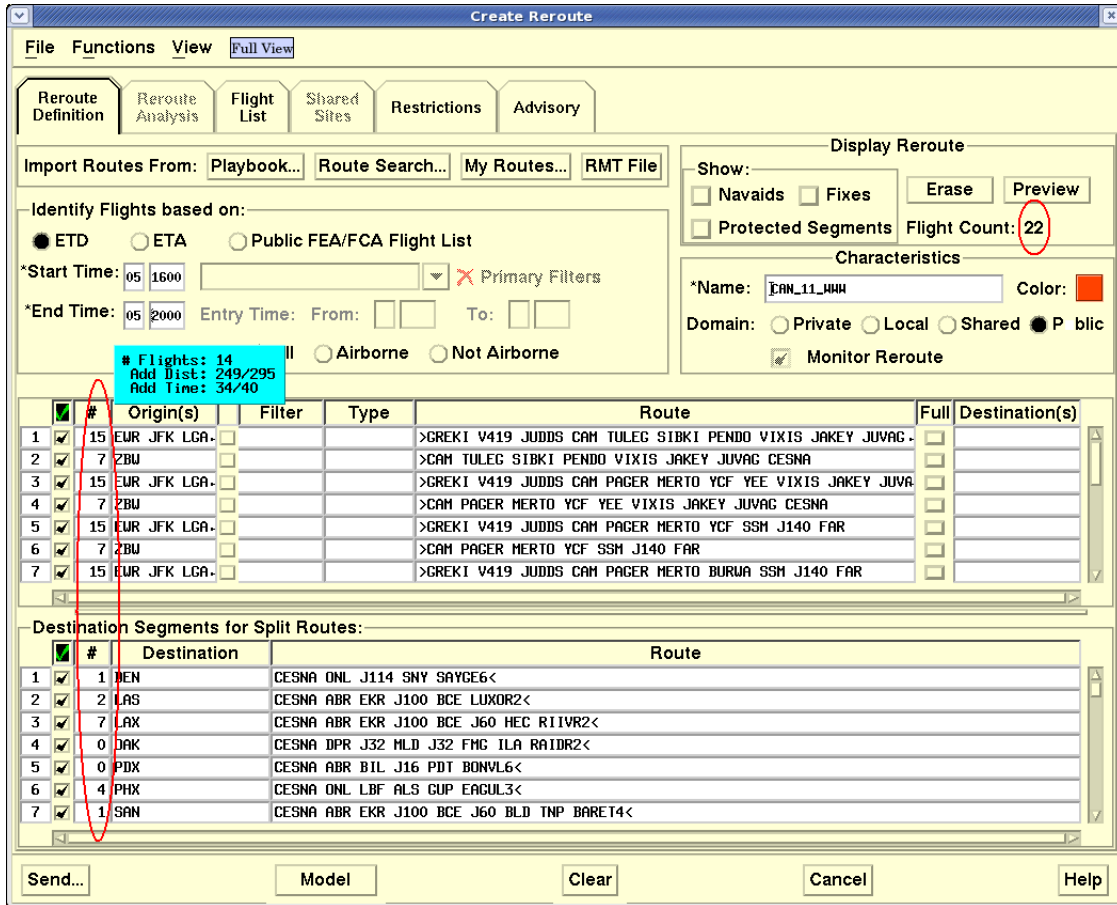 Create Reroute
File Functions View Full View
Reroute Definition
Reroute Analysis
Flight List
Shared Sites
Restrictions
Advisory
Import Routes From: Playbook... Route Search... My Routes... RMT File
Display Reroute
Show:
Navaids Fixes
Protected Segments
Erase Preview
Flight Count: 22
Identify Flights based on:
ETD ETA Public FEA/FCA Flight List
*Start Time: 05 1600 Primary Filters
*End Time: 05 2000 Entry Time: From: To:
Airborne Not Airborne
# Flights: 14
Add Dist: 249/295
Add Time: 34/40
Characteristics
*Name: CAN_11_WWW Color:
Domain: Private Local Shared P blic
Monitor Reroute
# Origin(s) Filter Type Route Full Destination(s)
1 15 EWR JFK LGA >GREKI V419 JUDDS CAM TULEG SIBKI PENDO VIXIS JAKEY JUVAG
2 7 ZBW >CAM TULEG SIBKI PENDO VIXIS JAKEY JUVAG CESNA
3 15 EWR JFK LGA >GREKI V419 JUDDS CAM PAGER MERTO YCF YEE VIXIS JAKEY JUVA
4 7 ZBW >CAM PAGER MERTO YCF YEE VIXIS JAKEY JUVAG CESNA
5 15 EWR JFK LGA >GREKI V419 JUDDS CAM PAGER MERTO YCF SSM J140 FAR
6 7 ZBW >CAM PAGER MERTO YCF SSM J140 FAR
7 15 EWR JFK LGA >GREKI V419 JUDDS CAM PAGER MERTO BURWA SSM J140 FAR
Destination Segments for Split Routes:
# Destination Route
1 1 DEN CESNA ONL J114 SNY SAYGE6<
2 2 LAS CESNA ABR EKR J100 BCE LUXOR2<
3 7 LAX CESNA ABR EKR J100 BCE J60 HEC RIIVR2<
4 0 OAK CESNA DPR J32 MLD J32 FMG ILA RAIDR2<
5 0 PDX CESNA ABR BIL J16 PDT BONVL6<
6 4 PHX CESNA ONL LBF ALS GUP EAGUL3<
7 1 SAN CESNA ABR EKR J100 BCE J60 BLD TNP BARET4<
Send... Model Clear Cancel Help